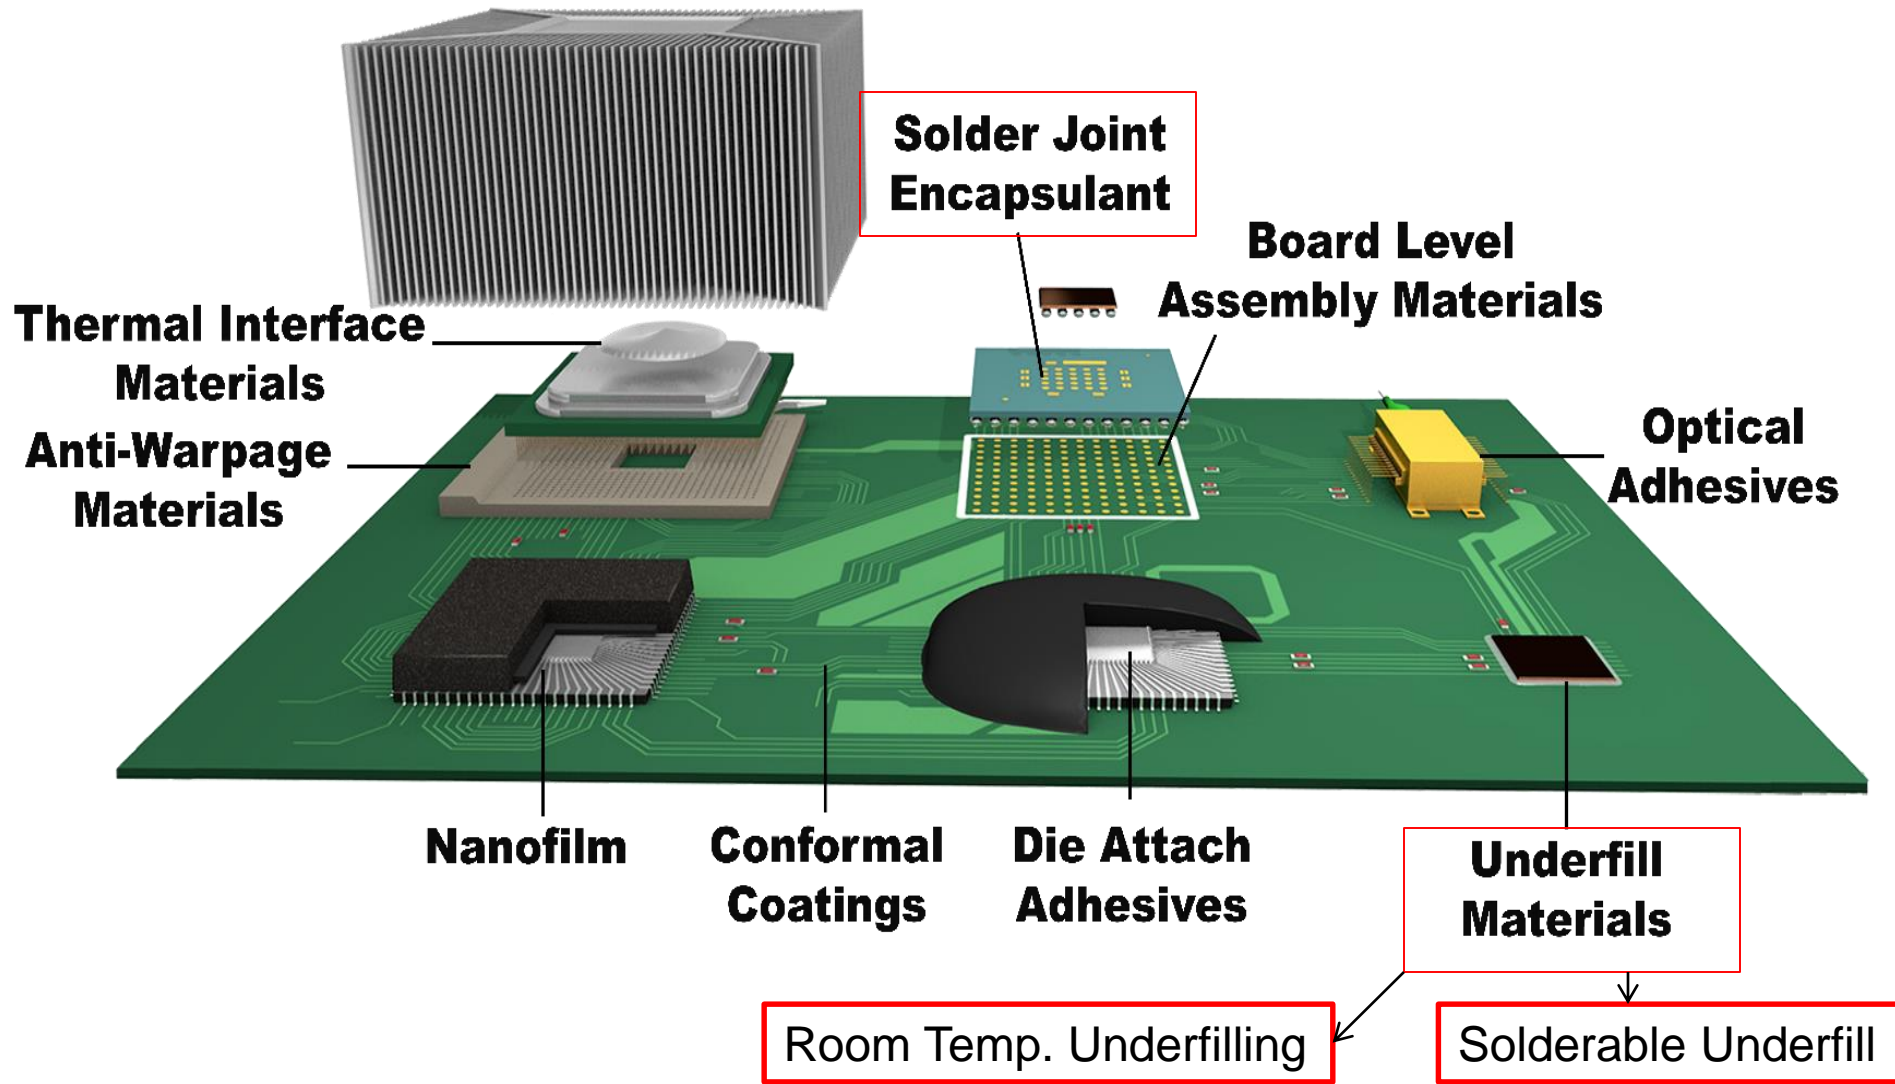 Solder Joint
Encapsulant
Board Level
Assembly Materials
Thermal Interface
Materials
Anti-Warpage
Materials
Optical
Adhesives
Nanofilm
Conformal
Coatings
Die Attach
Adhesives
Underfill
Materials
Room Temp. Underfilling
Solderable Underfill